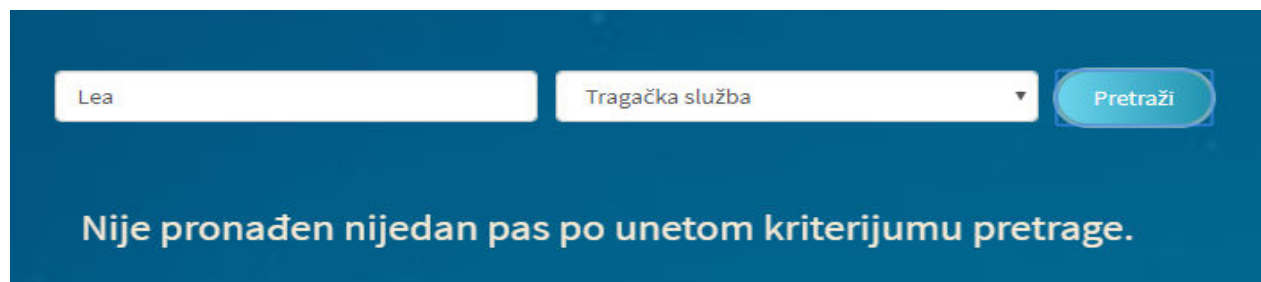 Lea Tragačka služba Pretraži
Nije pronađen nijedan pas po unetom kriterijumu pretrage.